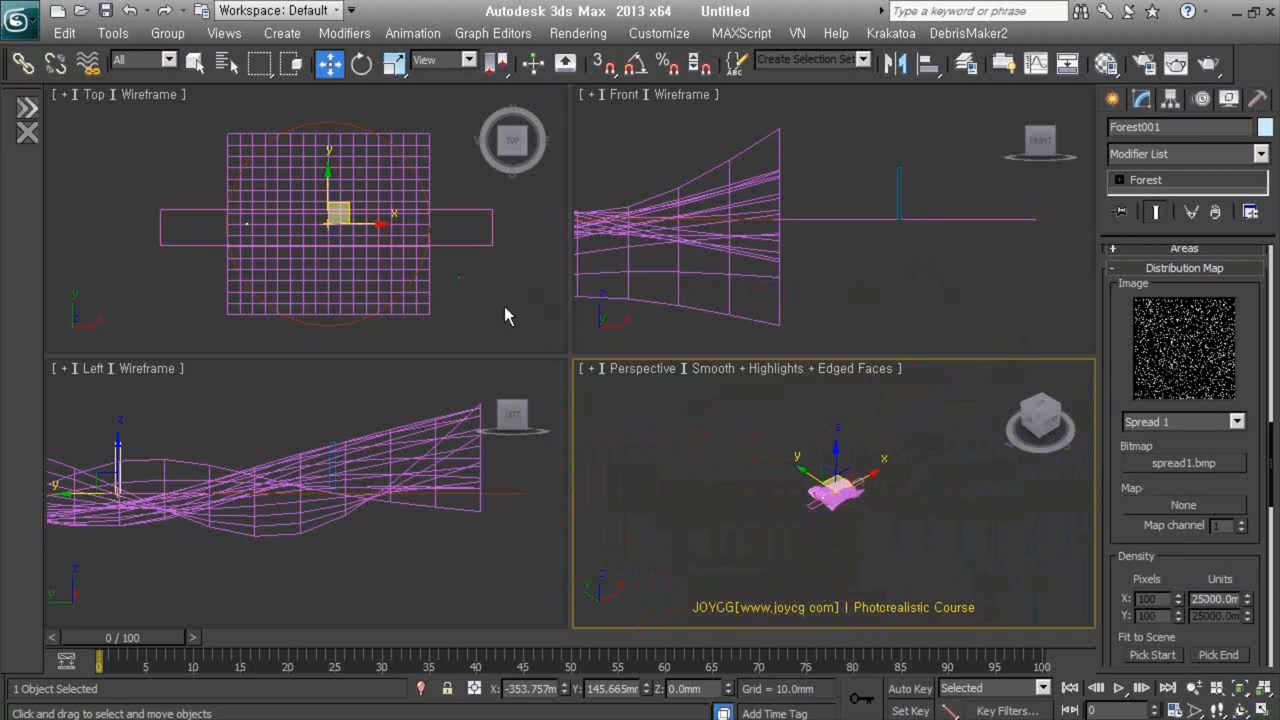 Workspace: Default
Autodesk 3ds Max 2013 x64 Untitled
Type a keyword or phrase
Edit Tools Group Views Create Modifiers Animation Graph Editors Rendering Customize MAXScript VN Help Krakatoa DebrisMaker2
All View 3 ABC Create Selection Set
[ + ] Top ] Wireframe ]
[ + ] Front ] Wireframe ]
TOP
FRONT
y
x
y
z
Forest001
Modifier List
Forest
+ Areas
- Distribution Map
Image
Spread 1
Bitmap
spread1.bmp
Map
None
Map channel 1
Density
Pixels Units
X: 100 25000.0m
Y: 100 25000.0m
Fit to Scene
Pick Start Pick End
[ + ] Left ] Wireframe ]
[ + ] Perspective ] Smooth + Highlights + Edged Faces ]
LEFT
z
y
z
y
z
y
x
JOYCG[www.joycg com] | Photorealistic Course
< 0 / 100 >
0 5 10 15 20 25 30 35 40 45 50 55 60 65 70 75 80 85 90 95 100
1 Object Selected X: -353.757m Y: 145.665mr Z: 0.0mm Grid = 10.0mm Auto Key Selected
Click and drag to select and move objects Add Time Tag Set Key Key Filters... 0